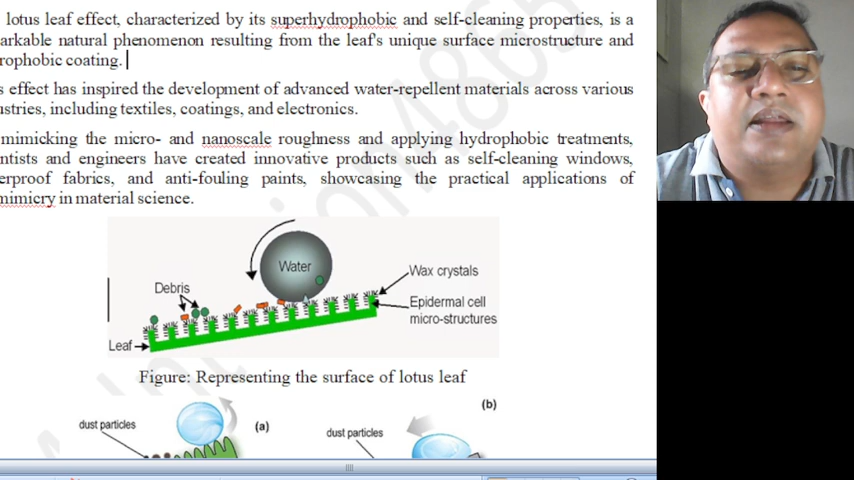 lotus leaf effect, characterized by its superhydrophobic and self-cleaning properties, is a
arkable natural phenomenon resulting from the leaf's unique surface microstructure and
rophobic coating.
s effect has inspired the development of advanced water-repellent materials across various
ustries, including textiles, coatings, and electronics.
mimicking the micro- and nanoscale roughness and applying hydrophobic treatments,
entists and engineers have created innovative products such as self-cleaning windows,
erproof fabrics, and anti-fouling paints, showcasing the practical applications of
mimicry in material science.
Water
Wax crystals
Debris
Epidermal cell
micro-structures
Leaf
Figure: Representing the surface of lotus leaf
(b)
dust particles
(a)
dust particles